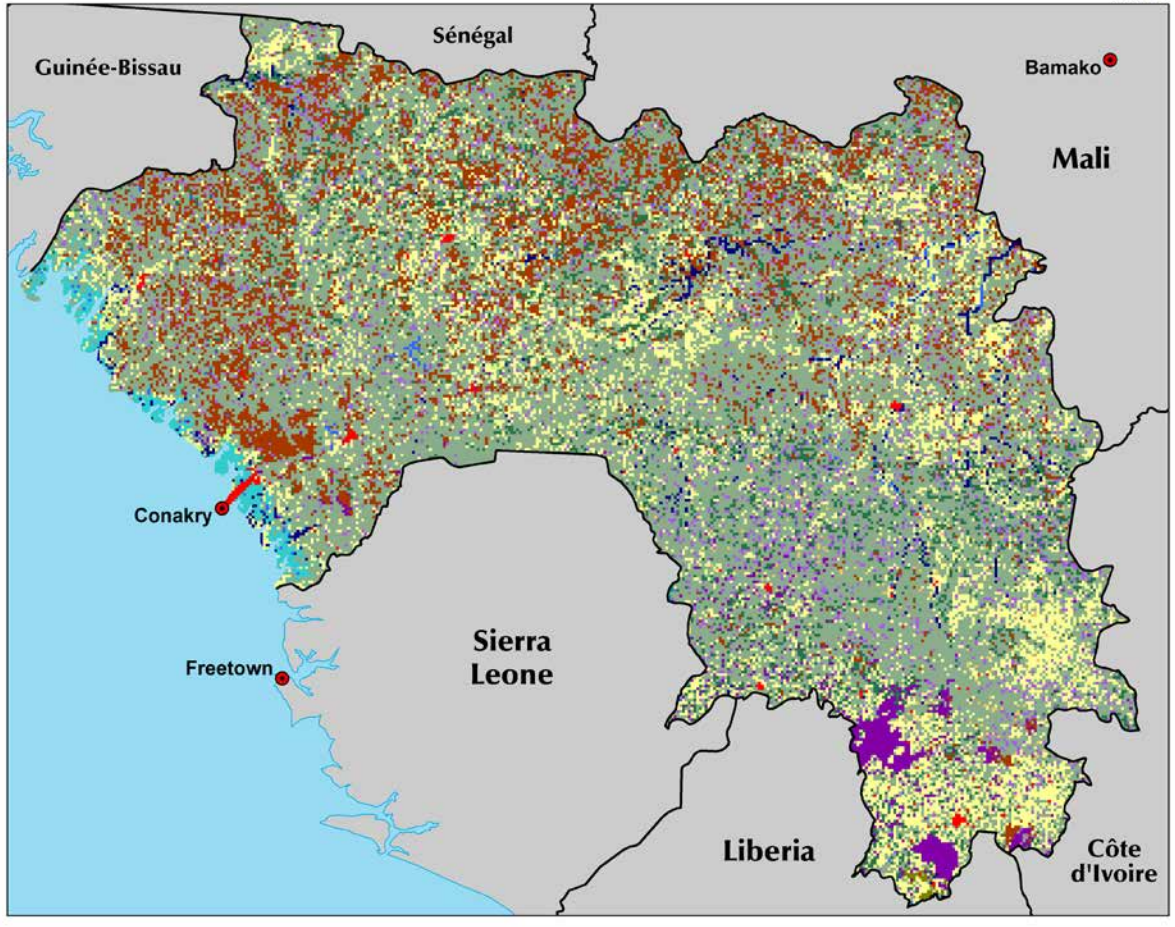 Sénégal
Guinée-Bissau
Bamako
Mali
Conakry
Sierra
Leone
Freetown
Liberia
Côte
d'Ivoire